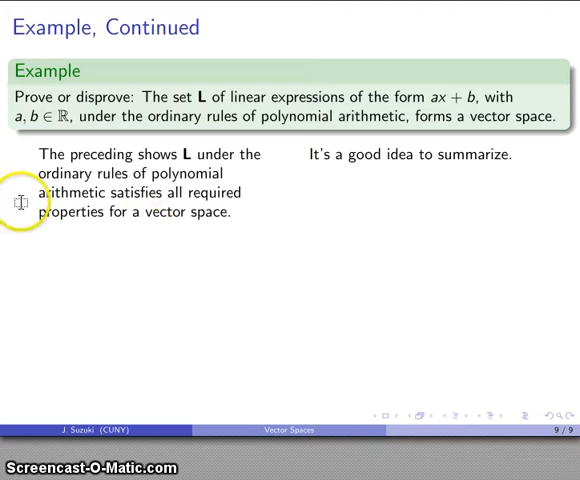 Example, Continued
Example
Prove or disprove: The set L of linear expressions of the form ax + b, with
a, b ∈ ℝ, under the ordinary rules of polynomial arithmetic, forms a vector space.
The preceding shows L under the
ordinary rules of polynomial
arithmetic satisfies all required
properties for a vector space.
It's a good idea to summarize.
J. Suzuki (CUNY)
Vector Spaces
9 / 9
Screencast-O-Matic.com